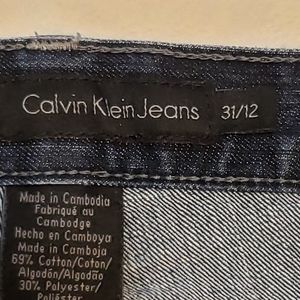 Calvin Klein Jeans 31/12
Made in Cambodia
Fabriqué au
Cambodge
Hecho en Camboya
Made in Camboja
69% Cotton/Coton/
Algodón/Algodão
30% Polyester/
Poliéster